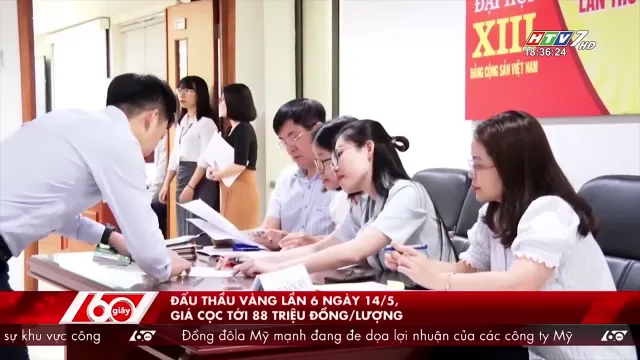 ĐẠI HỘI
XIII
ĐẢNG CỘNG SẢN VIỆT NAM
LẦN THỨ
HTV7 HD
18:36:24
60 giây
ĐẤU THẦU VÀNG LẦN 6 NGÀY 14/5,
GIÁ CỌC TỚI 88 TRIỆU ĐỒNG/LƯỢNG
sự khu vực công 60 Đồng đôla Mỹ mạnh đang đe dọa lợi nhuận của các công ty Mỹ 60